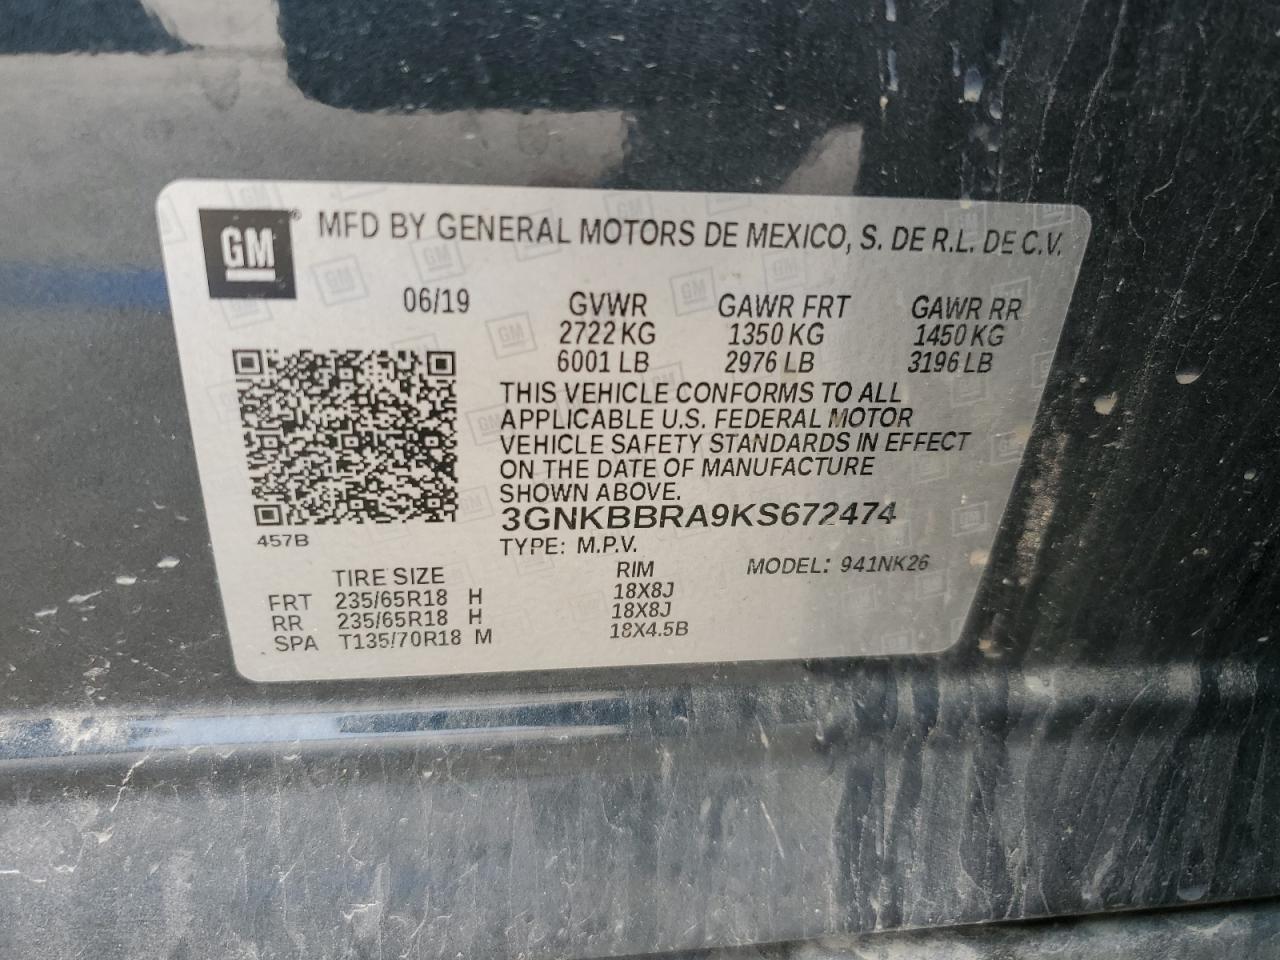 GM® MFD BY GENERAL MOTORS DE MEXICO, S. DE R.L. DE C.V.
06/19 GVWR GAWR FRT GAWR RR
2722 KG 1350 KG 1450 KG
6001 LB 2976 LB 3196 LB
THIS VEHICLE CONFORMS TO ALL
APPLICABLE U.S. FEDERAL MOTOR
VEHICLE SAFETY STANDARDS IN EFFECT
ON THE DATE OF MANUFACTURE
SHOWN ABOVE.
3GNKBBRA9KS672474
457B
TYPE: M.P.V. MODEL: 941NK26
TIRE SIZE RIM
FRT 235/65R18 H 18X8J
RR 235/65R18 H 18X8J
SPA T135/70R18 M 18X4.5B